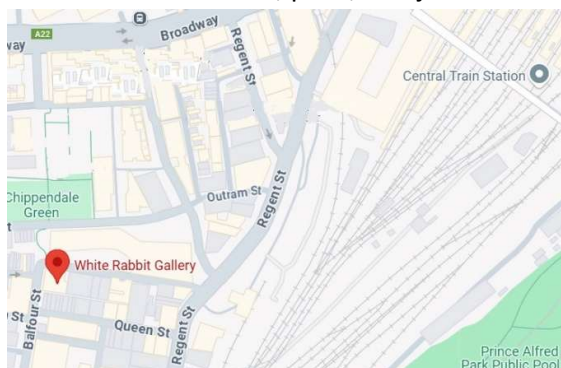 A22
Broadway
way
Regent St
Central Train Station
Chippendale
Green
Outram St
Regent St
White Rabbit Gallery
Balfour St
St
Queen St
Regent St
Prince Alfred
Park Public Pool